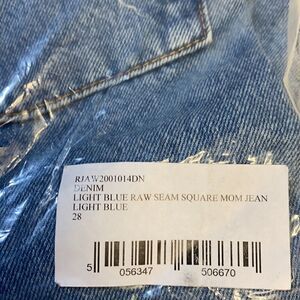 RJAW2001014DN
DENIM
LIGHT BLUE RAW SEAM SQUARE MOM JEAN
LIGHT BLUE
28
5 056347 506670